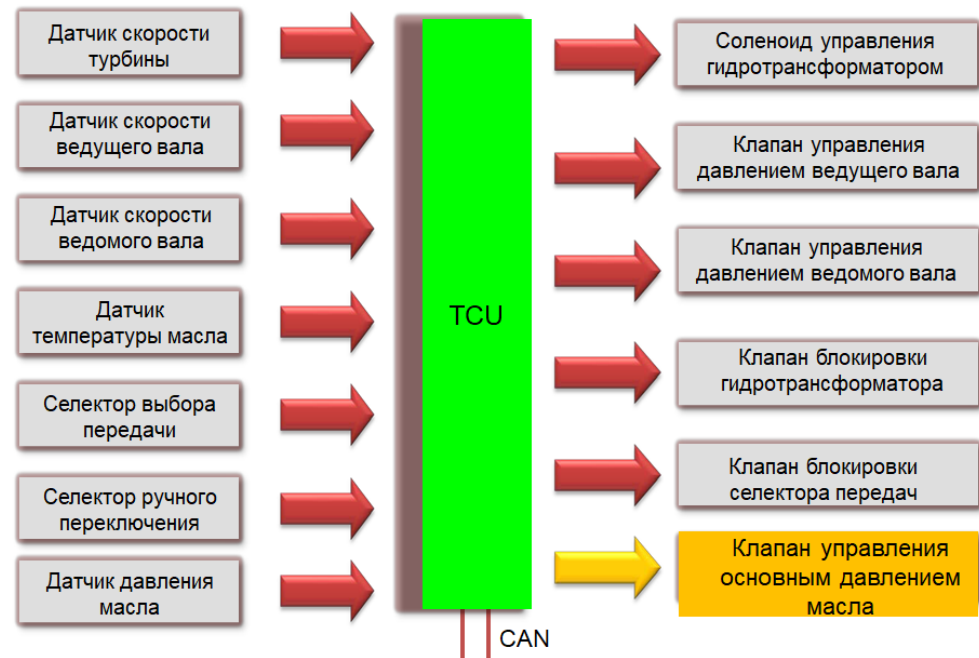 Датчик скорости
турбины
Датчик скорости
ведущего вала
Датчик скорости
ведомого вала
Датчик
температуры масла
Селектор выбора
передачи
Селектор ручного
переключения
Датчик давления
масла
TCU
CAN
Соленоид управления
гидротрансформатором
Клапан управления
давлением ведущего вала
Клапан управления
давлением ведомого вала
Клапан блокировки
гидротрансформатора
Клапан блокировки
селектора передач
Клапан управления
основным давлением
масла